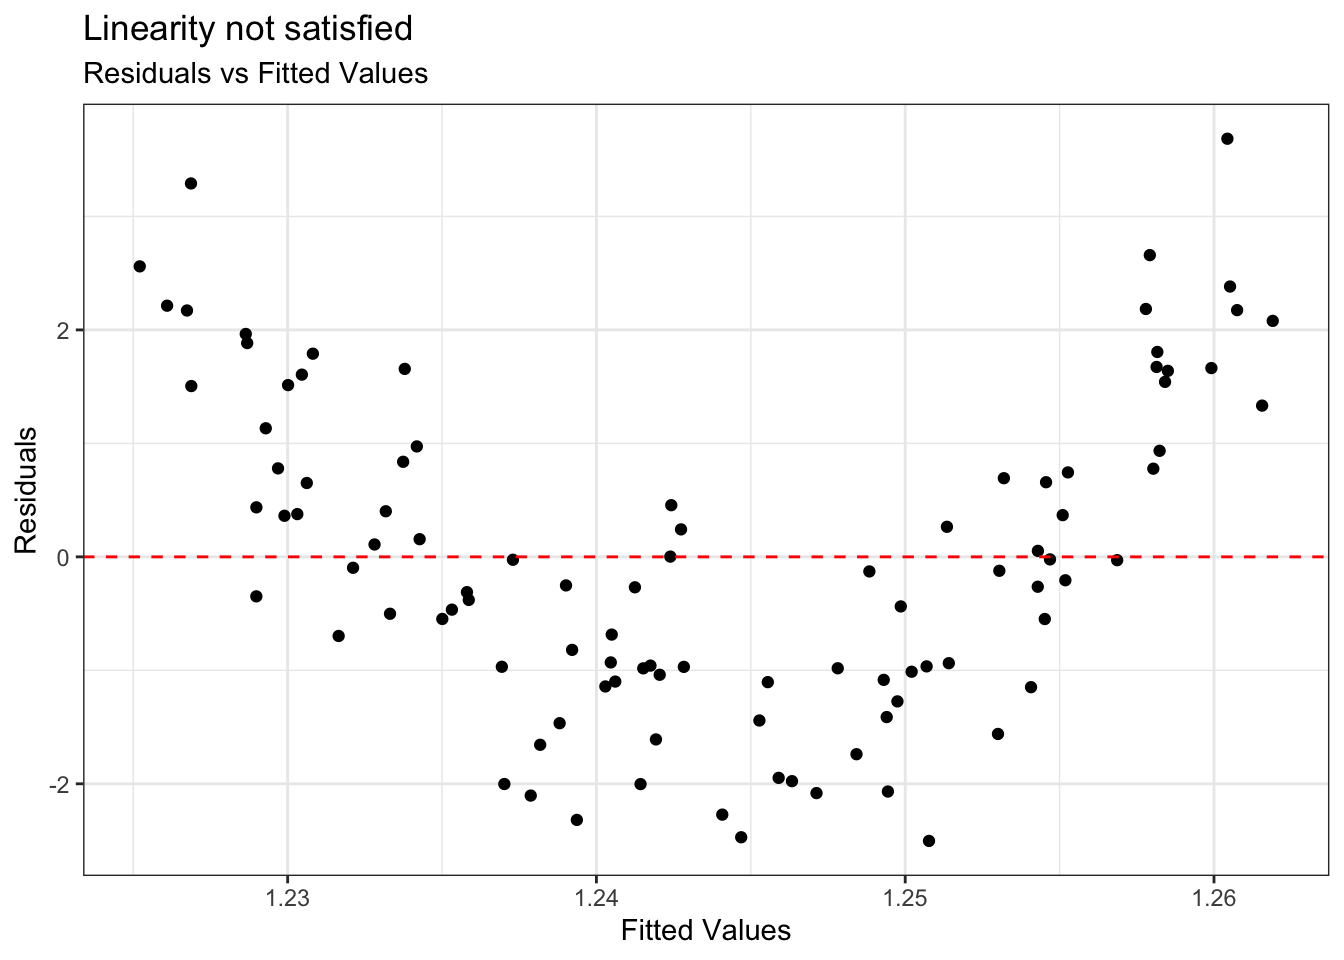 Linearity not satisfied
Residuals vs Fitted Values
Residuals
2
0
-2
1.23 1.24 1.25 1.26
Fitted Values